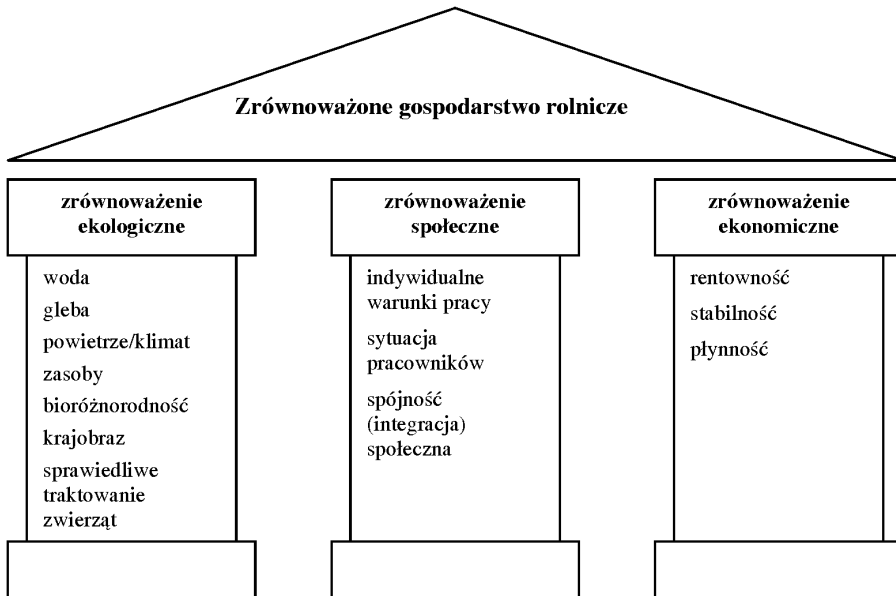 Zrównoważone gospodarstwo rolnicze
zrównoważenie
ekologiczne
woda
gleba
powietrze/klimat
zasoby
bioróżnorodność
krajobraz
sprawiedliwe
traktowanie
zwierząt
zrównoważenie
społeczne
indywidualne
warunki pracy
sytuacja
pracowników
spójność
(integracja)
społeczna
zrównoważenie
ekonomiczne
rentowność
stabilność
płynność